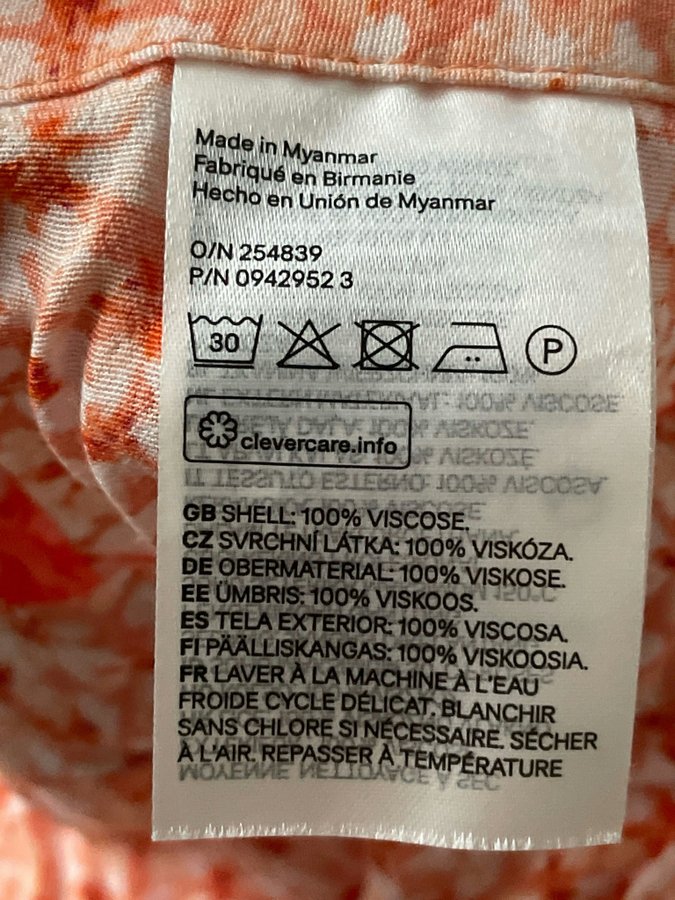 Made in Myanmar
Fabriqué en Birmanie
Hecho en Unión de Myanmar
O/N 254839
P/N 0942952 3
30
P
clevercare.info
GB SHELL: 100% VISCOSE.
CZ SVRCHNÍ LÁTKA: 100% VISKÓZA.
DE OBERMATERIAL: 100% VISKOSE.
EE ÜMBRIS: 100% VISKOOS.
ES TELA EXTERIOR: 100% VISCOSA.
FI PÄÄLLISKANGAS: 100% VISKOOSIA.
FR LAVER À LA MACHINE À L'EAU
FROIDE CYCLE DÉLICAT. BLANCHIR
SANS CHLORE SI NÉCESSAIRE. SÉCHER
À L'AIR. REPASSER À TEMPÉRATURE